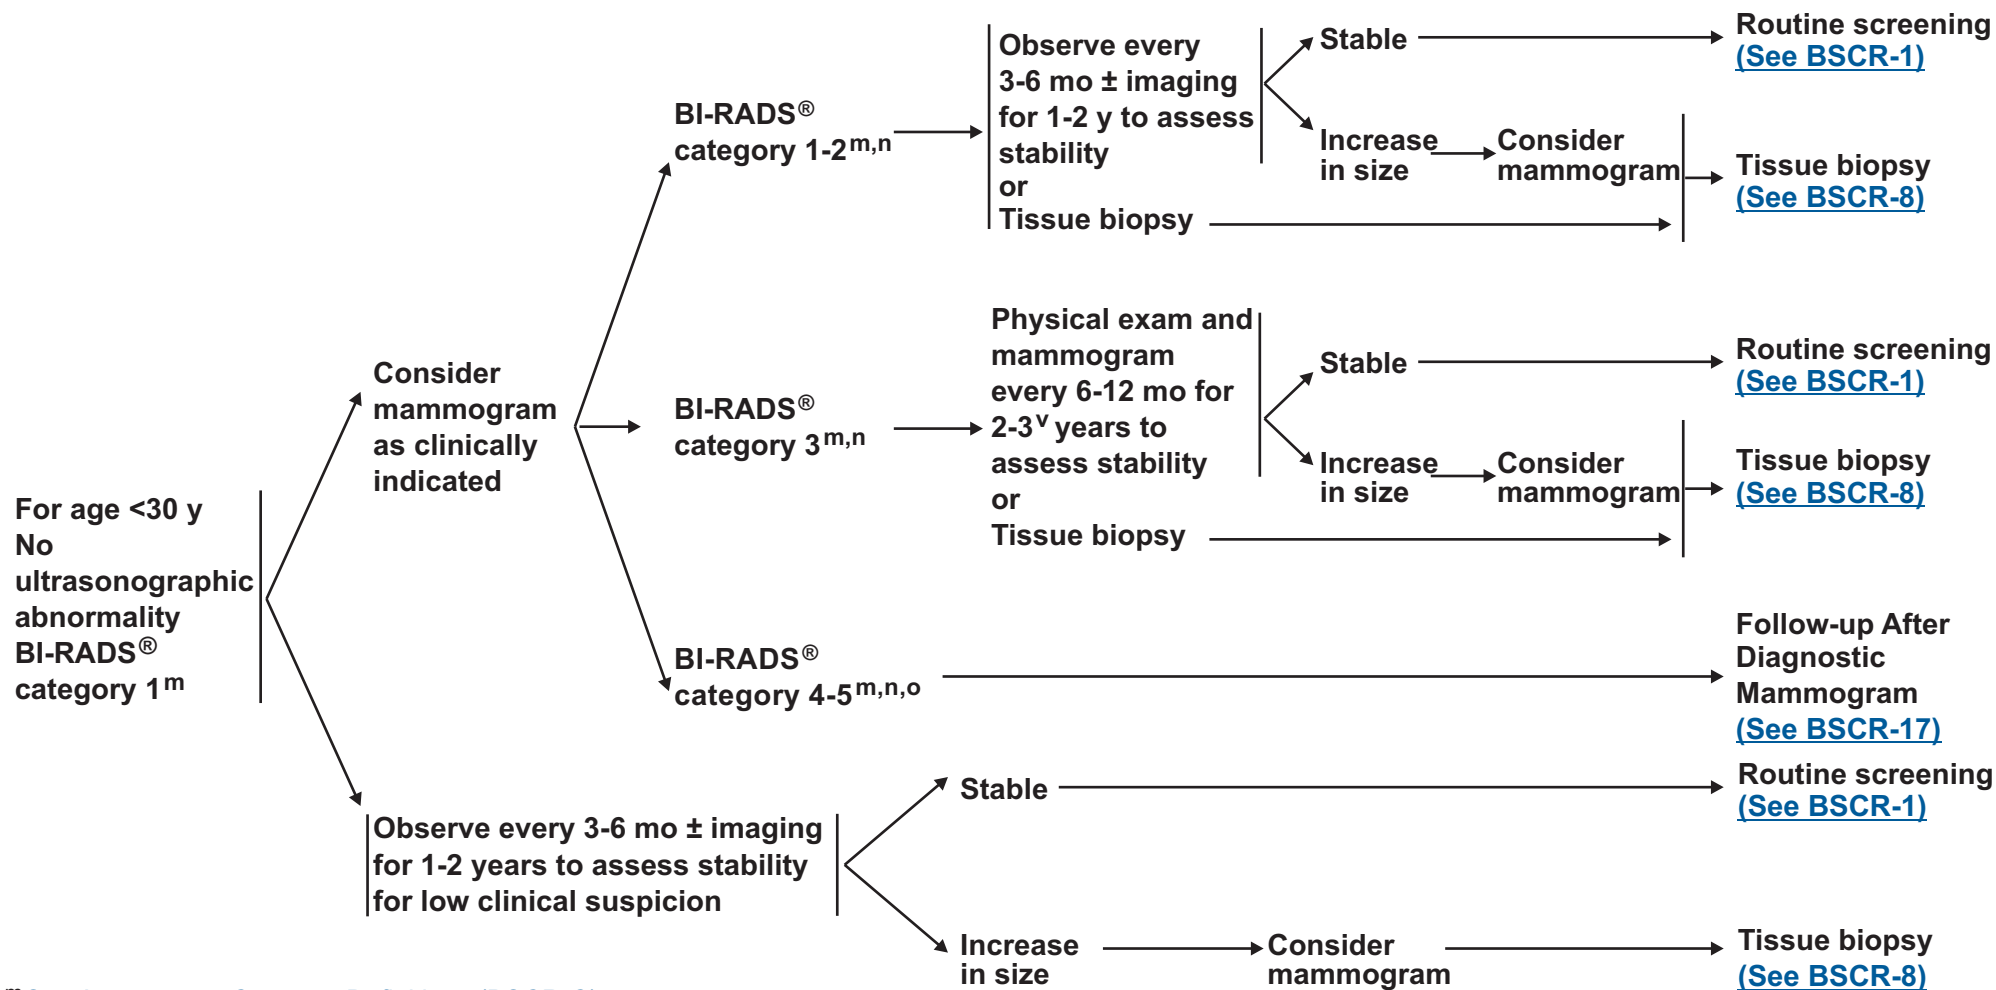 For age <30 y
No
ultrasonographic
abnormality
BI-RADS®
category 1m
Consider
mammogram
as clinically
indicated
BI-RADS®
category 1-2m,n
Observe every
3-6 mo ± imaging
for 1-2 y to assess
stability
or
Tissue biopsy
Stable
Routine screening
(See BSCR-1)
Increase
in size
Consider
mammogram
Tissue biopsy
(See BSCR-8)
BI-RADS®
category 3m,n
Physical exam and
mammogram
every 6-12 mo for
2-3v years to
assess stability
or
Tissue biopsy
Stable
Routine screening
(See BSCR-1)
Increase
in size
Consider
mammogram
Tissue biopsy
(See BSCR-8)
BI-RADS®
category 4-5m,n,o
Follow-up After
Diagnostic
Mammogram
(See BSCR-17)
Observe every 3-6 mo ± imaging
for 1-2 years to assess stability
for low clinical suspicion
Stable
Routine screening
(See BSCR-1)
Increase
in size
Consider
mammogram
Tissue biopsy
(See BSCR-8)